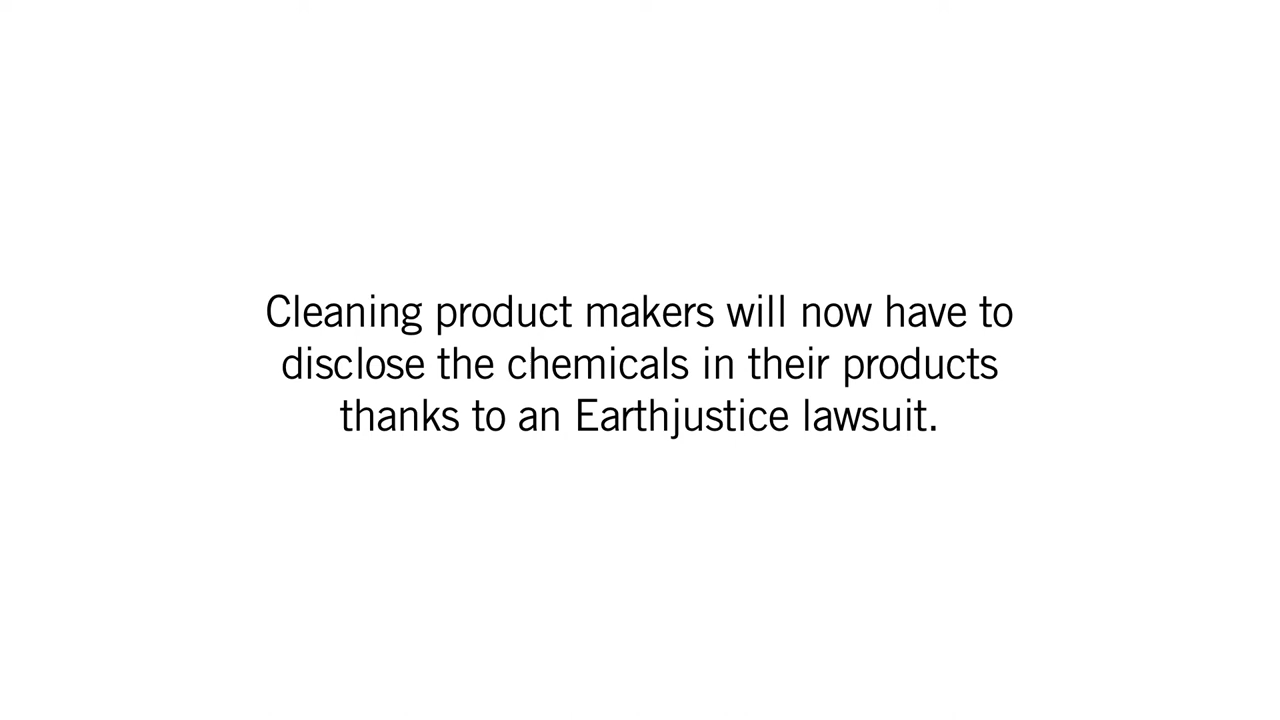 Cleaning product makers will now have to
disclose the chemicals in their products
thanks to an Earthjustice lawsuit.